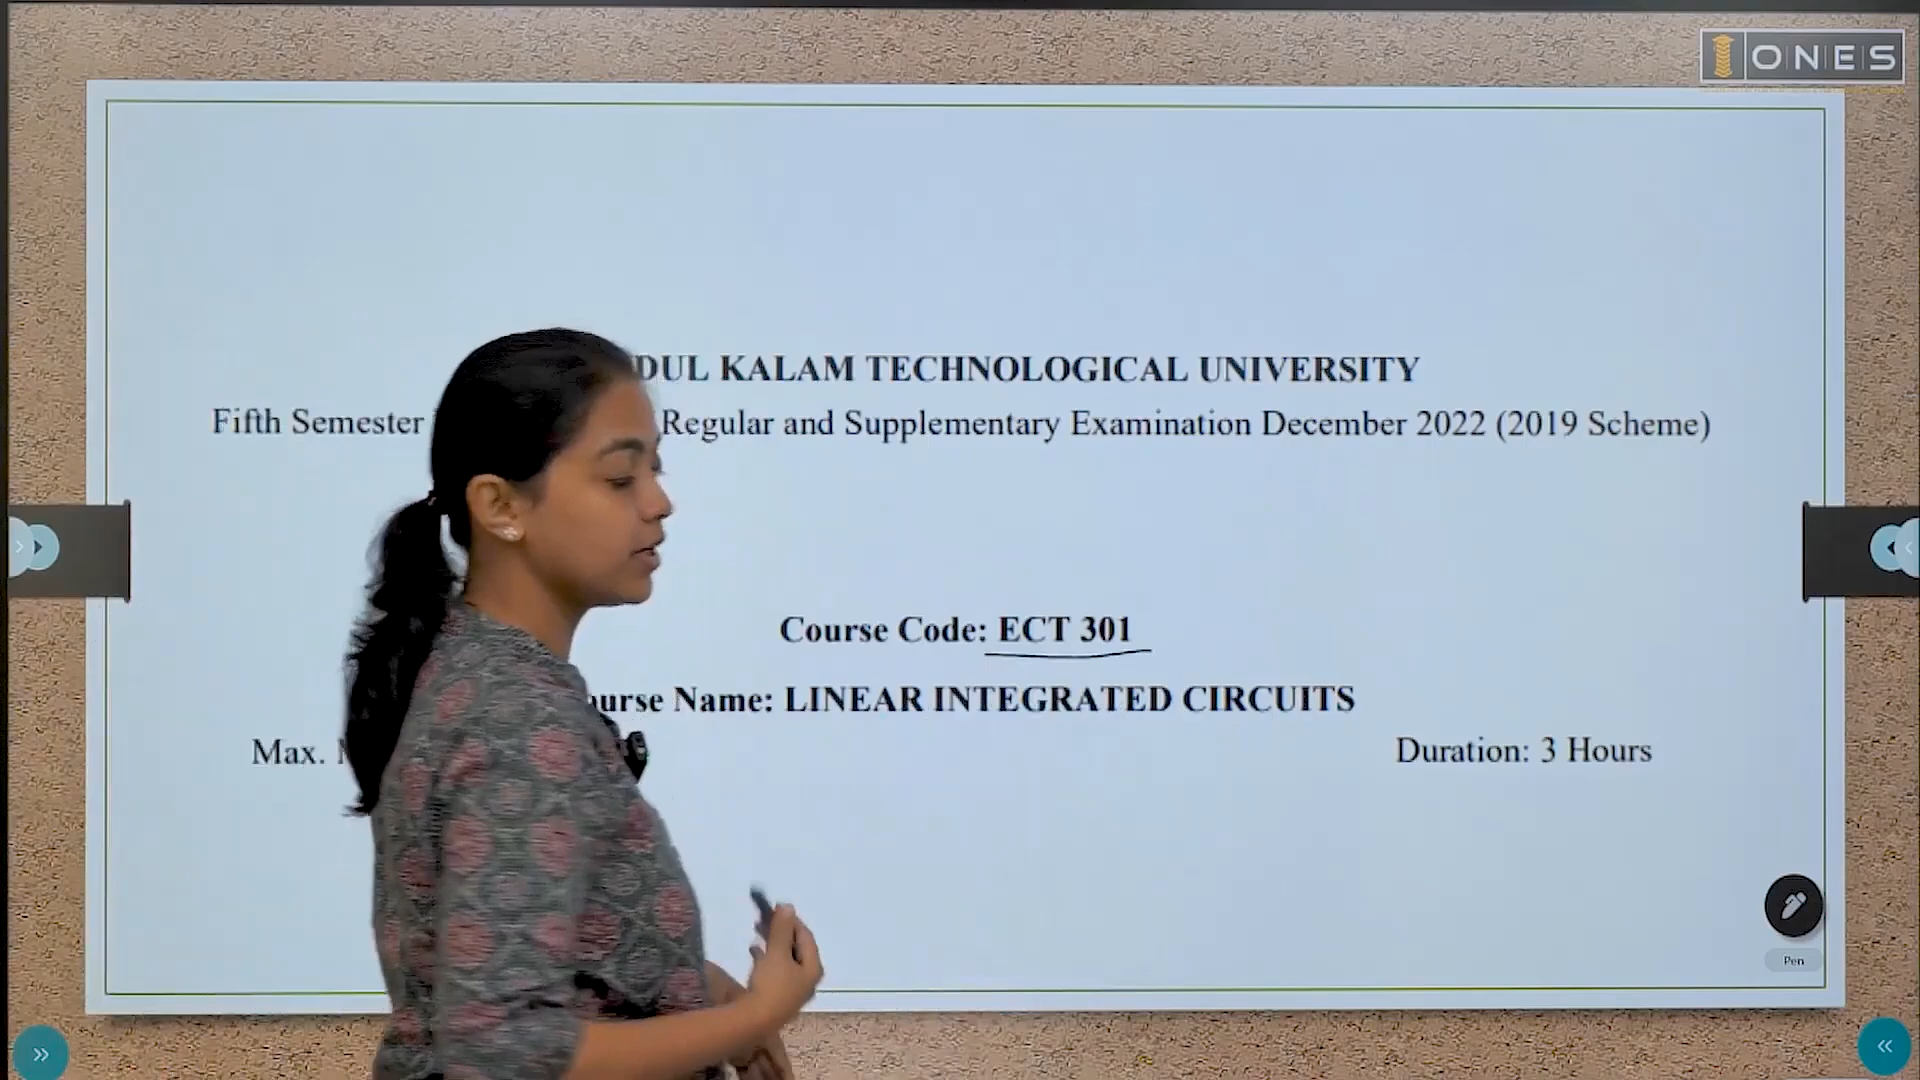 ONES
DUL KALAM TECHNOLOGICAL UNIVERSITY
Fifth Semester Regular and Supplementary Examination December 2022 (2019 Scheme)
Course Code: ECT 301
urse Name: LINEAR INTEGRATED CIRCUITS
Max. Duration: 3 Hours
Pen